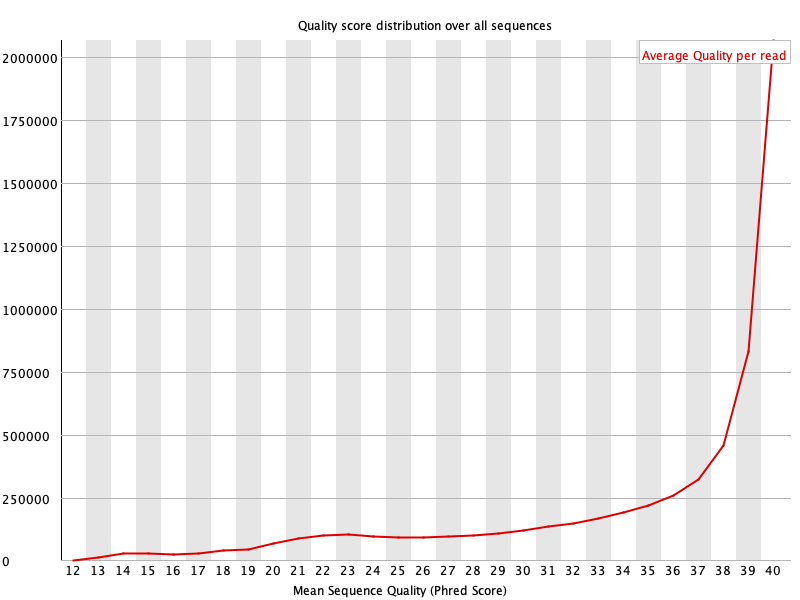 Quality score distribution over all sequences
Average Quality per read
2000000
1750000
1500000
1250000
1000000
750000
500000
250000
0
12 13 14 15 16 17 18 19 20 21 22 23 24 25 26 27 28 29 30 31 32 33 34 35 36 37 38 39 40
Mean Sequence Quality (Phred Score)